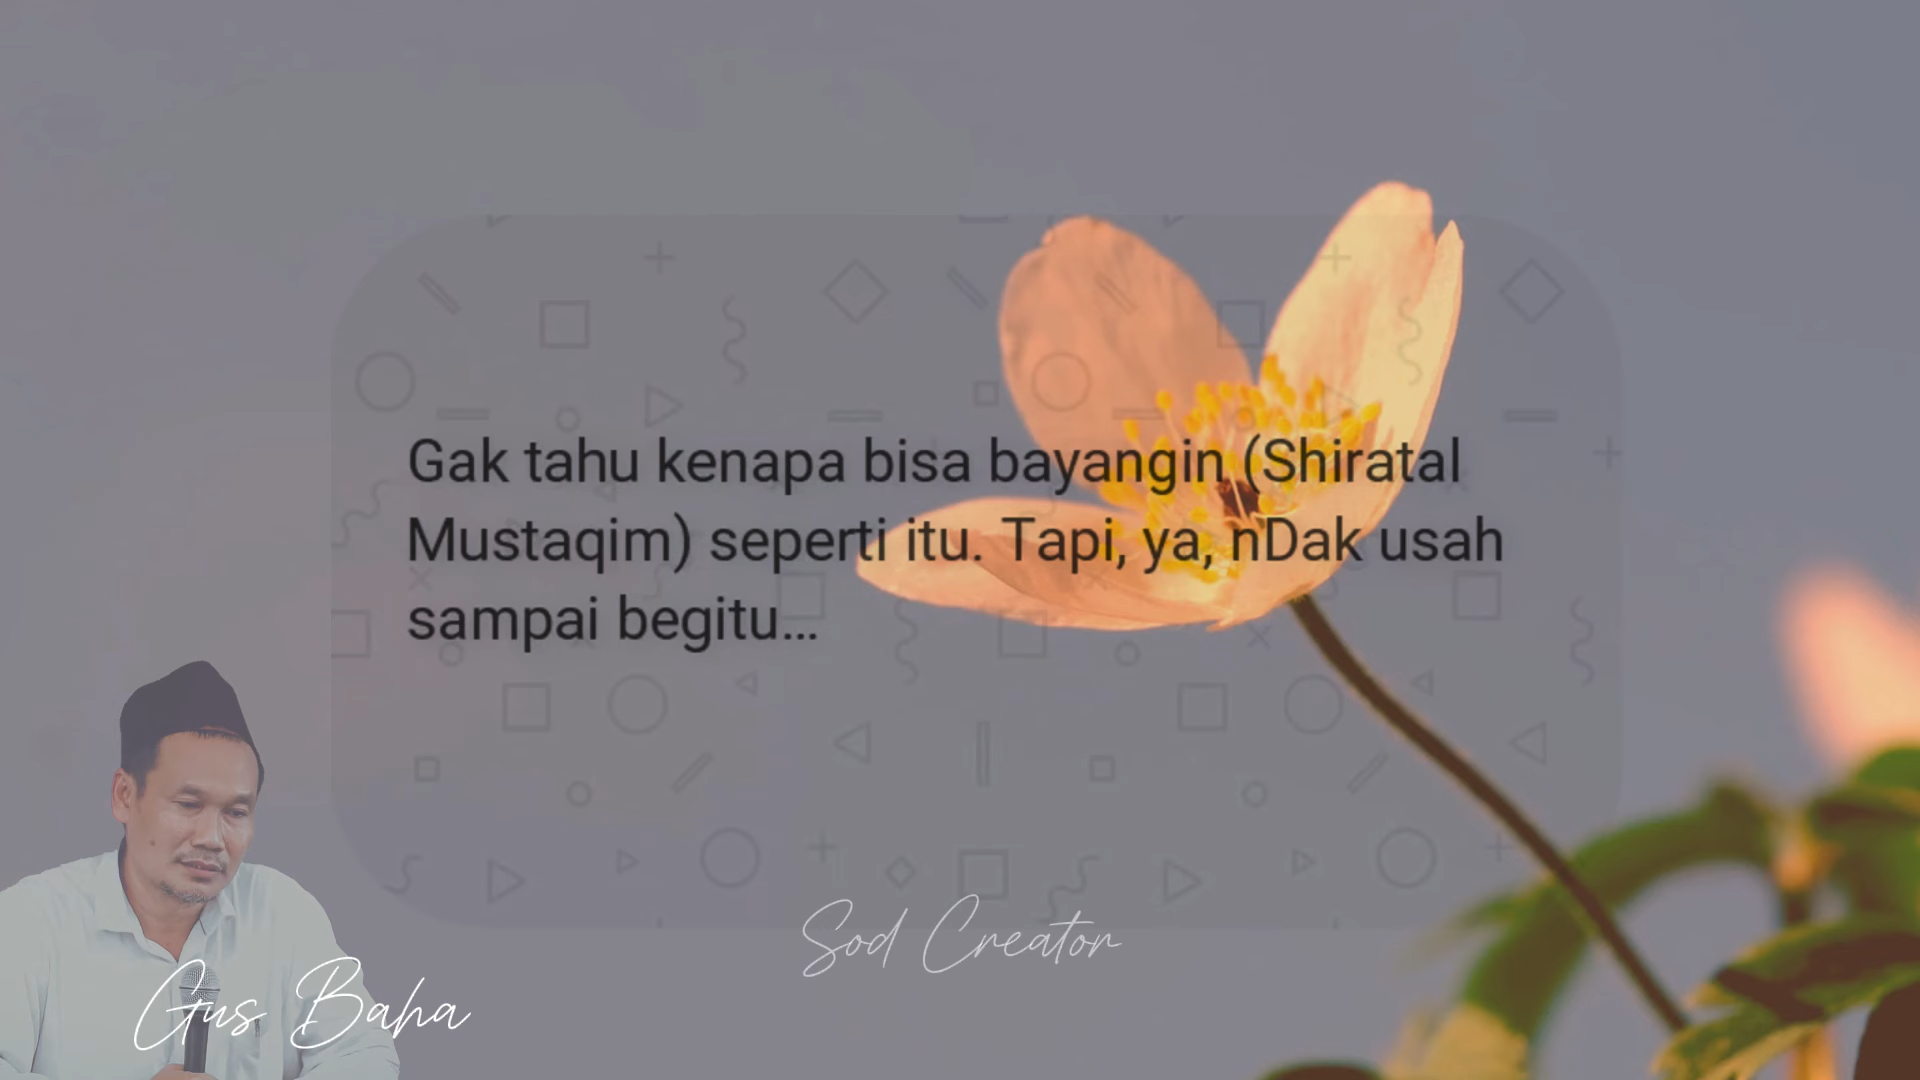 Gak tahu kenapa bisa bayangin (Shiratal
Mustaqim) seperti itu. Tapi, ya, nDak usah
sampai begitu...
Sod Creator
Gus Baha